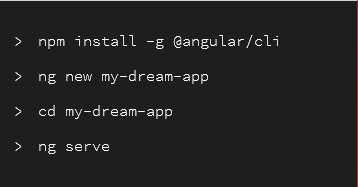 > npm install -g @angular/cli
> ng new my-dream-app
> cd my-dream-app
> ng serve